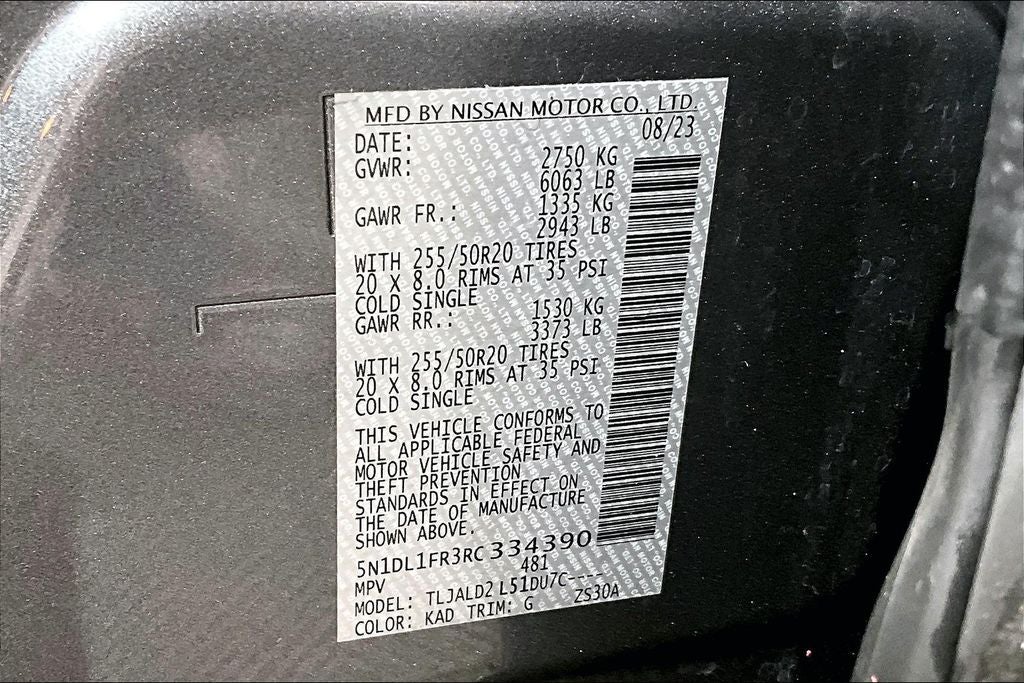 MFD BY NISSAN MOTOR CO., LTD.
DATE: 08/23
GVWR: 2750 KG
6063 LB
GAWR FR.: 1335 KG
2943 LB
WITH 255/50R20 TIRES
20 X 8.0 RIMS AT 35 PSI
COLD SINGLE
GAWR RR.: 1530 KG
3373 LB
WITH 255/50R20 TIRES
20 X 8.0 RIMS AT 35 PSI
COLD SINGLE
THIS VEHICLE CONFORMS TO
ALL APPLICABLE FEDERAL
MOTOR VEHICLE SAFETY AND
THEFT PREVENTION
STANDARDS IN EFFECT ON
THE DATE OF MANUFACTURE
SHOWN ABOVE.
5N1DL1FR3RC334390
MPV 481
MODEL: TLJALD2 L51DU7C----
COLOR: KAD TRIM: G ZS30A